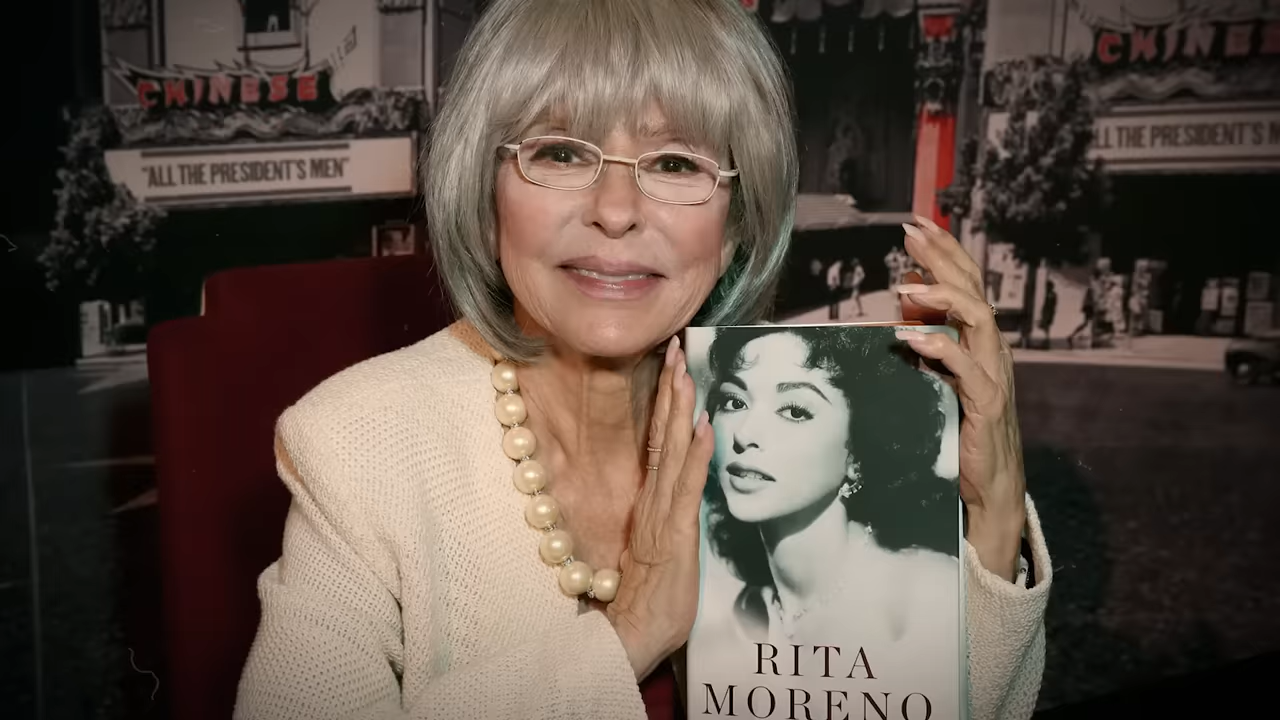 CHINESE
"ALL THE PRESIDENT'S MEN"
CHINESE
ALL THE PRESIDENT'S M
RITA
MORENO